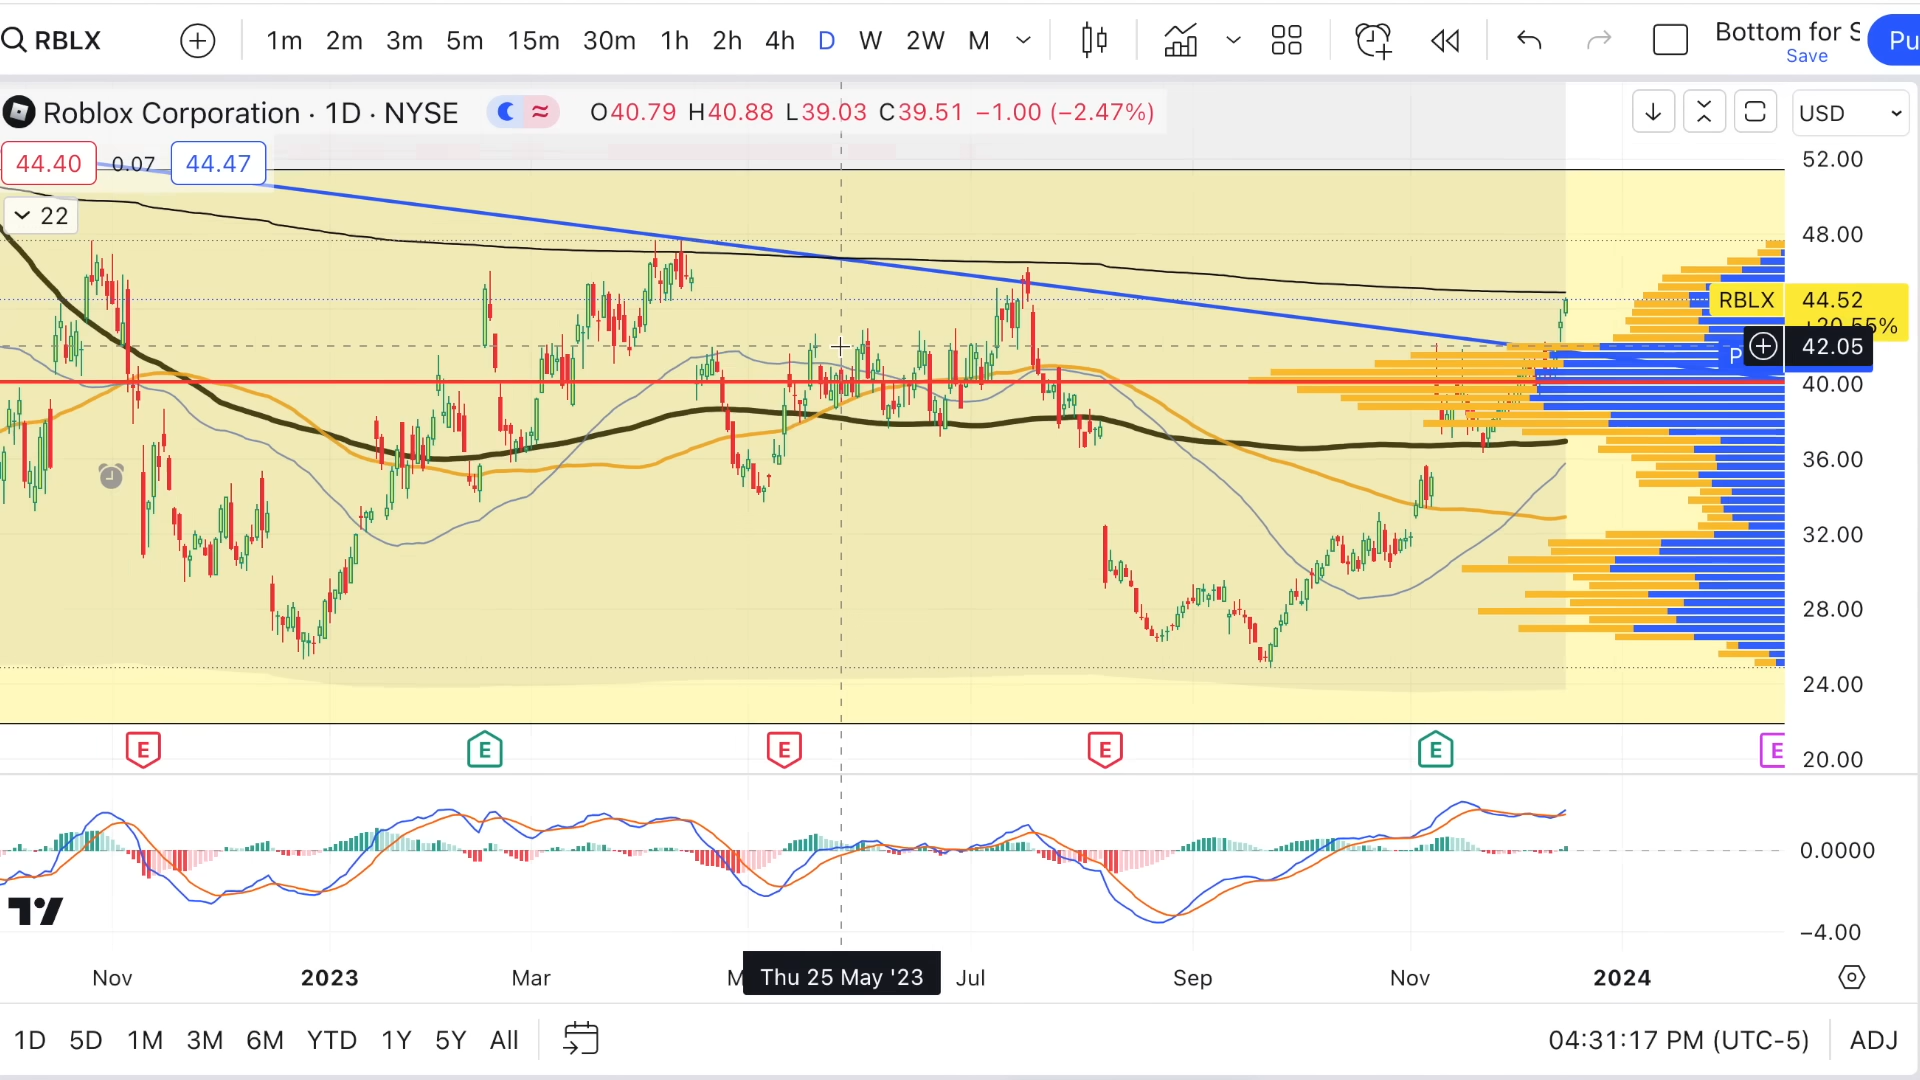 RBLX 1m 2m 3m 5m 15m 30m 1h 2h 4h D W 2W M Bottom for S Pu
Save
Roblox Corporation · 1D · NYSE O40.79 H40.88 L39.03 C39.51 −1.00 (−2.47%) USD
44.40 0.07 44.47
22
52.00
48.00
RBLX 44.52
P 42.05
40.00
36.00
32.00
28.00
24.00
E E E E E E
20.00
0.0000
−4.00
Nov 2023 Mar M Thu 25 May '23 Jul Sep Nov 2024
1D 5D 1M 3M 6M YTD 1Y 5Y All 04:31:17 PM (UTC-5) ADJ